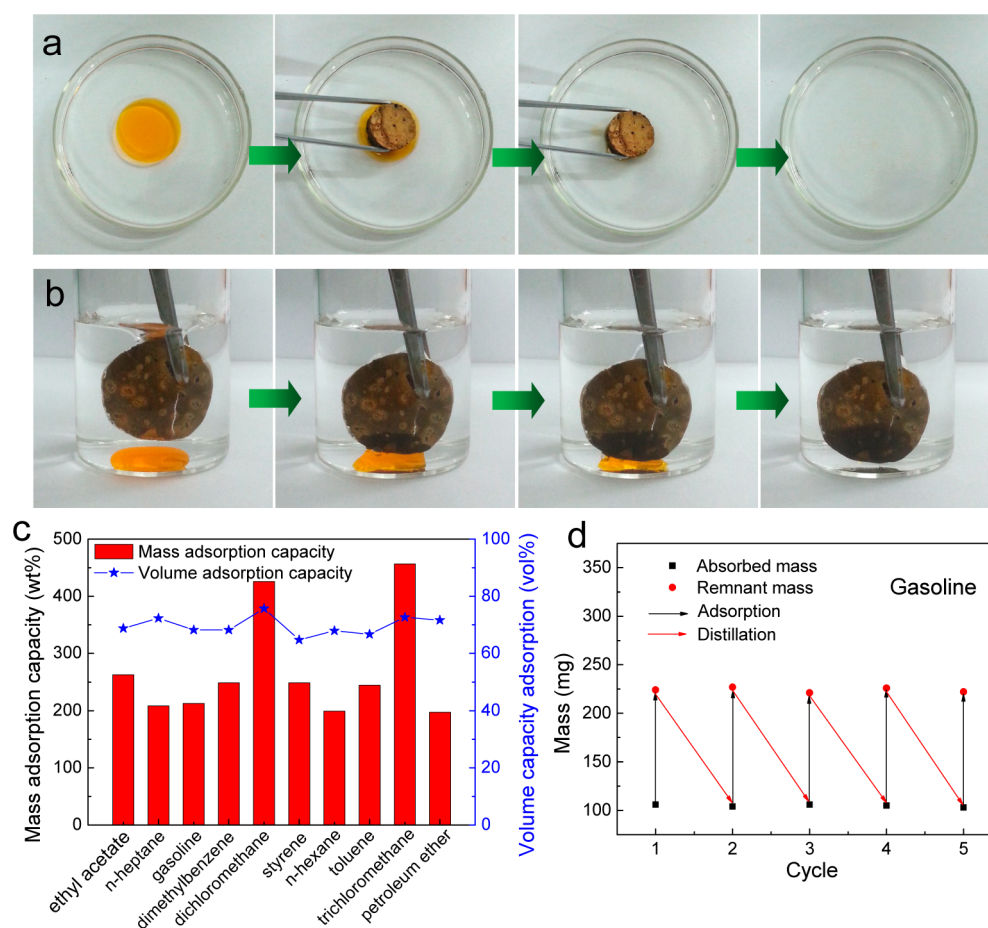 a
b
c
Mass adsorption capacity (wt%)
500
400
300
200
100
0
Mass adsorption capacity
Volume adsorption capacity
100
80
60
40
20
0
Volume capacity adsorption (vol%)
ethyl acetate
n-heptane
gasoline
dimethylbenzene
dichloromethane
styrene
n-hexane
toluene
trichloromethane
petroleum ether
d
Mass (mg)
350
300
250
200
150
100
Absorbed mass
Remnant mass
Adsorption
Distillation
Gasoline
1 2 3 4 5
Cycle